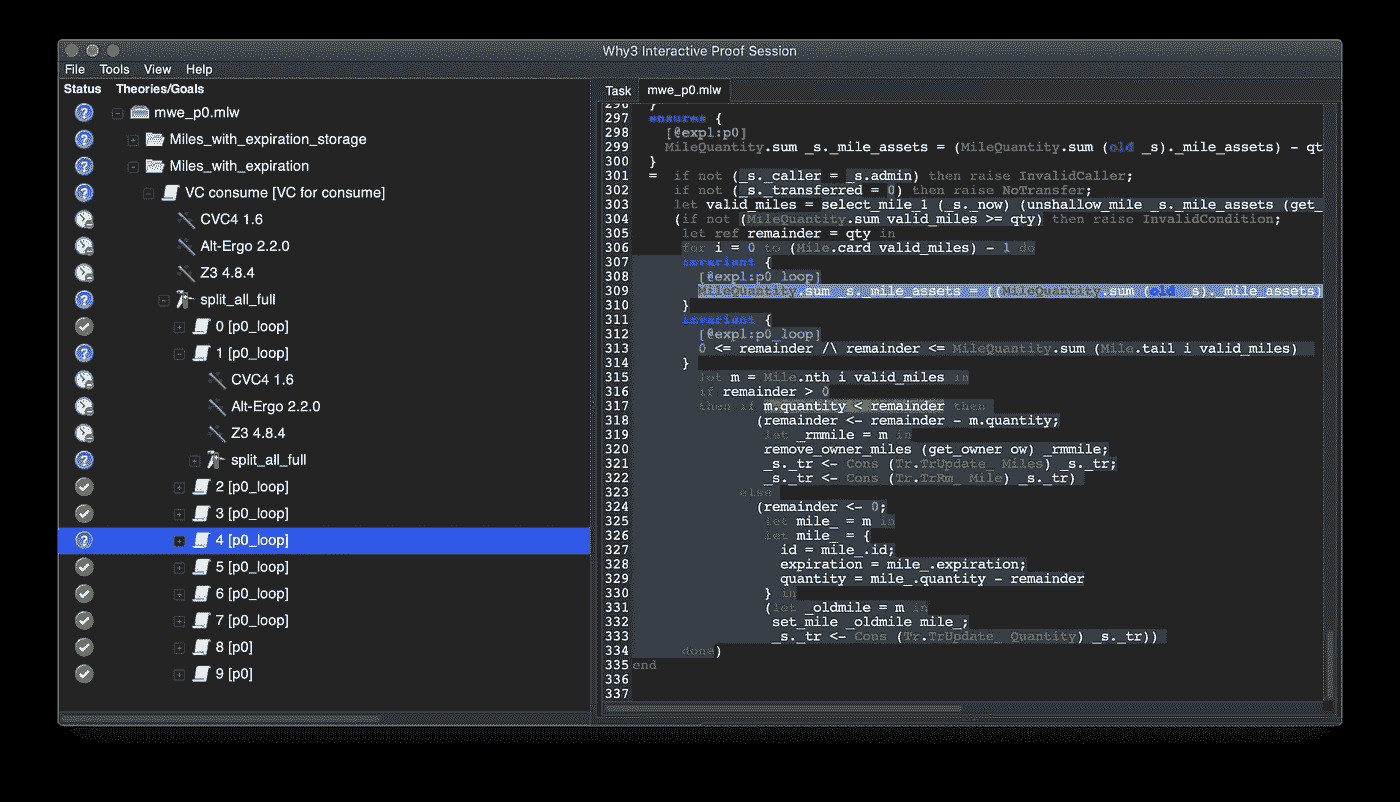 Why3 Interactive Proof Session
File Tools View Help
Status Theories/Goals
mwe_p0.mlw
Miles_with_expiration_storage
Miles_with_expiration
VC consume [VC for consume]
CVC4 1.6
Alt-Ergo 2.2.0
Z3 4.8.4
split_all_full
0 [p0_loop]
1 [p0_loop]
CVC4 1.6
Alt-Ergo 2.2.0
Z3 4.8.4
split_all_full
2 [p0_loop]
3 [p0_loop]
4 [p0_loop]
5 [p0_loop]
6 [p0_loop]
7 [p0_loop]
8 [p0]
9 [p0]
Task mwe_p0.mlw
296 }
297 ensures {
298 [@expl:p0]
299 MileQuantity.sum _s._mile_assets = (MileQuantity.sum (old _s)._mile_assets) - qt
300 }
301 = if not (_s._caller = _s.admin) then raise InvalidCaller;
302 if not (_s._transferred = 0) then raise NoTransfer;
303 let valid_miles = select_mile_1 (_s._now) (unshallow_mile _s._mile_assets (get_
304 (if not (MileQuantity.sum valid_miles >= qty) then raise InvalidCondition;
305 let ref remainder = qty in
306 for i = 0 to (Mile.card valid_miles) - 1 do
307 invariant {
308 [@expl:p0_loop]
309 MileQuantity.sum _s._mile_assets = ((MileQuantity.sum (old _s)._mile_assets)
310 }
311 invariant {
312 [@expl:p0_loop]
313 0 <= remainder /\ remainder <= MileQuantity.sum (Mile.tail i valid_miles)
314 }
315 let m = Mile.nth i valid_miles in
316 if remainder > 0
317 then if m.quantity < remainder then
318 (remainder <- remainder - m.quantity;
319 let _rmmile = m in
320 remove_owner_miles (get_owner ow) _rmmile;
321 _s._tr <- Cons (Tr.TrUpdate_ Miles) _s._tr;
322 _s._tr <- Cons (Tr.TrRm_ Mile) _s._tr)
323 else
324 (remainder <- 0;
325 let mile_ = m in
326 let mile_ = {
327 id = mile_.id;
328 expiration = mile_.expiration;
329 quantity = mile_.quantity - remainder
330 } in
331 (let _oldmile = m in
332 set_mile _oldmile mile_;
333 _s._tr <- Cons (Tr.TrUpdate_ Quantity) _s._tr))
334 done)
335 end
336
337